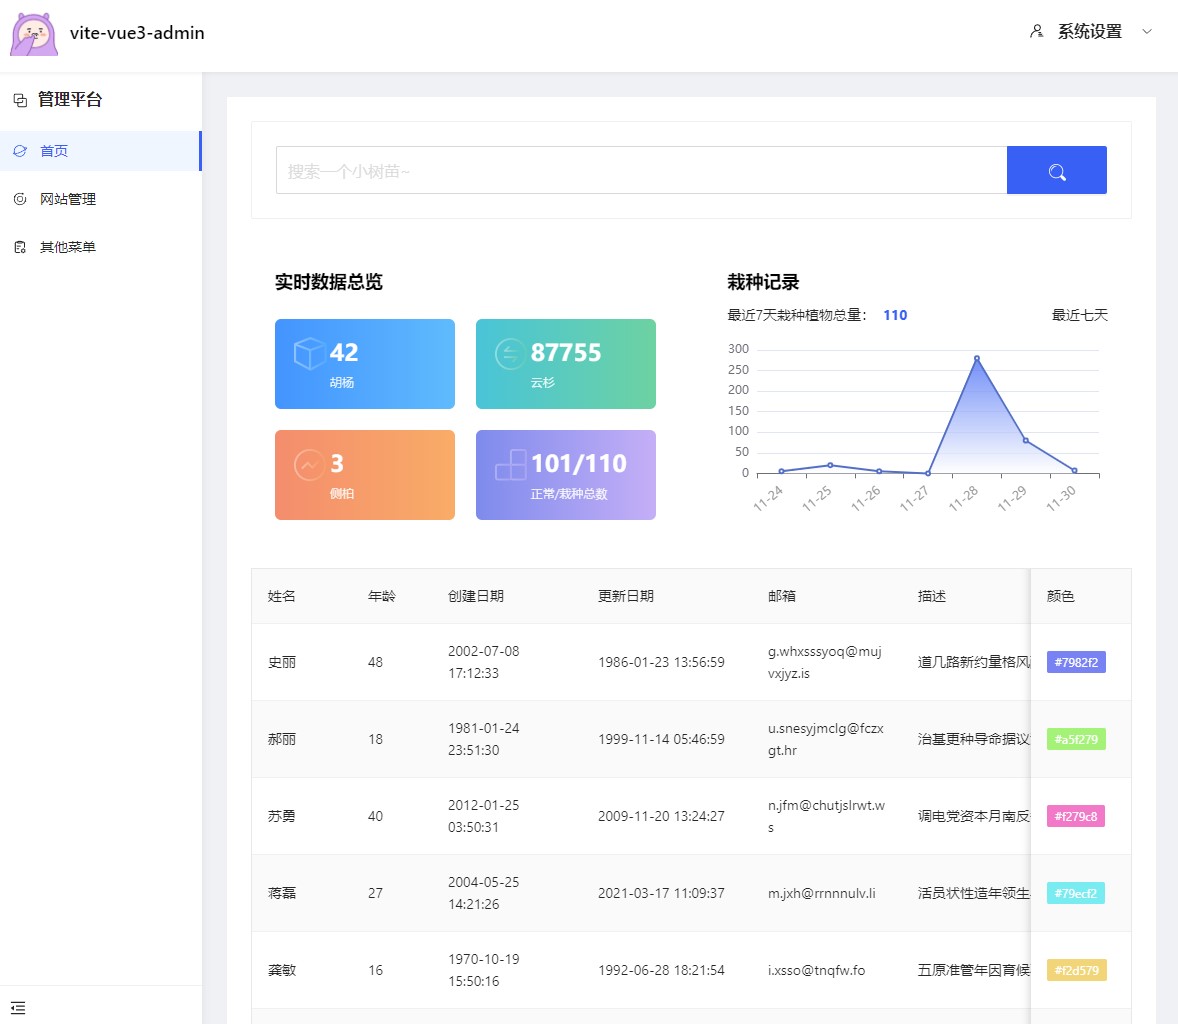 vite-vue3-admin
系统设置
管理平台
首页
网站管理
其他菜单
搜索一个小树苗~
实时数据总览
42
胡杨
87755
云杉
3
侧柏
101/110
正常/栽种总数
栽种记录
最近7天栽种植物总量： 110
最近七天
300
250
200
150
100
50
0
11-24 11-25 11-26 11-27 11-28 11-29 11-30
姓名 年龄 创建日期 更新日期 邮箱 描述 颜色
史丽 48 2002-07-08 17:12:33 1986-01-23 13:56:59 g.whxsssyoq@mujvxjyz.is 道几路新约量格风 #7982f2
郝丽 18 1981-01-24 23:51:30 1999-11-14 05:46:59 u.snesyjmclg@fczxgt.hr 治基更种导命据议 #a5f279
苏勇 40 2012-01-25 03:50:31 2009-11-20 13:24:27 n.jfm@chutjslrwt.ws 调电党资本月南反 #f279c8
蒋磊 27 2004-05-25 14:21:26 2021-03-17 11:09:37 m.jxh@rrnnnulv.li 活员状性造年领生 #79ecf2
龚敏 16 1970-10-19 15:50:16 1992-06-28 18:21:54 i.xsso@tnqfw.fo 五原准管年因育候 #f2d579